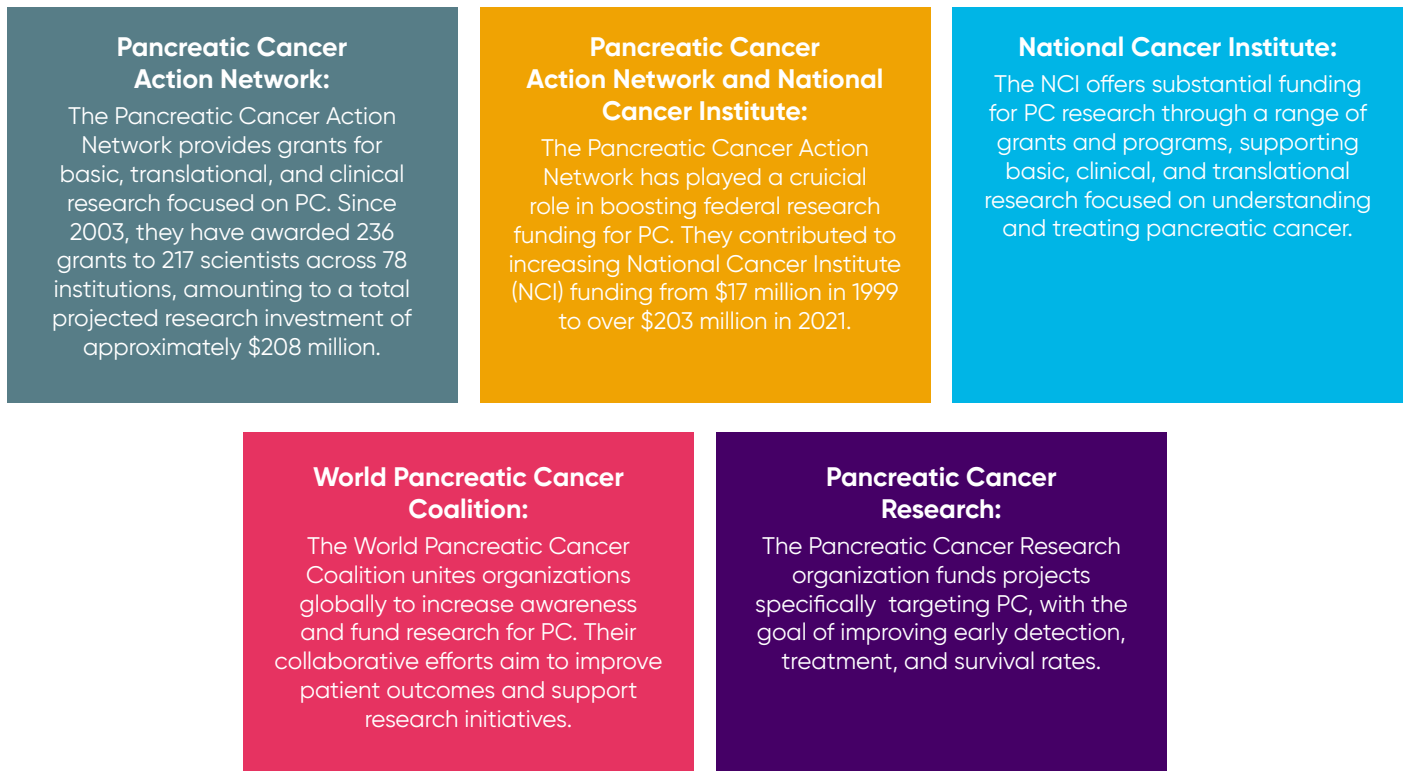 Pancreatic Cancer
Action Network:
The Pancreatic Cancer Action
Network provides grants for
basic, translational, and clinical
research focused on PC. Since
2003, they have awarded 236
grants to 217 scientists across 78
institutions, amounting to a total
projected research investment of
approximately $208 million.
Pancreatic Cancer
Action Network and National
Cancer Institute:
The Pancreatic Cancer Action
Network has played a cruicial
role in boosting federal research
funding for PC. They contributed to
increasing National Cancer Institute
(NCI) funding from $17 million in 1999
to over $203 million in 2021.
National Cancer Institute:
The NCI offers substantial funding
for PC research through a range of
grants and programs, supporting
basic, clinical, and translational
research focused on understanding
and treating pancreatic cancer.
World Pancreatic Cancer
Coalition:
The World Pancreatic Cancer
Coalition unites organizations
globally to increase awareness
and fund research for PC. Their
collaborative efforts aim to improve
patient outcomes and support
research initiatives.
Pancreatic Cancer
Research:
The Pancreatic Cancer Research
organization funds projects
specifically  targeting PC, with the
goal of improving early detection,
treatment, and survival rates.